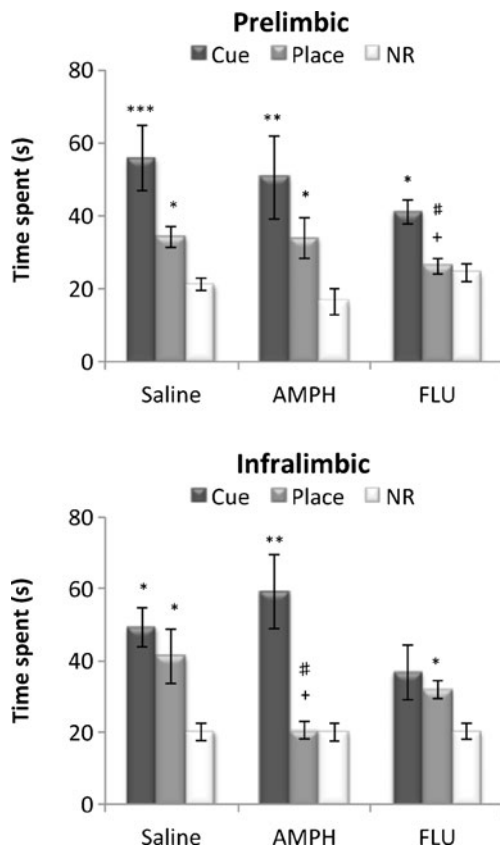 Prelimbic
Cue Place NR
Time spent (s)
80
60
40
20
0
***
*
**
*
*
#
+
Saline AMPH FLU
Infralimbic
Cue Place NR
Time spent (s)
80
60
40
20
0
*
*
**
#
+
*
Saline AMPH FLU